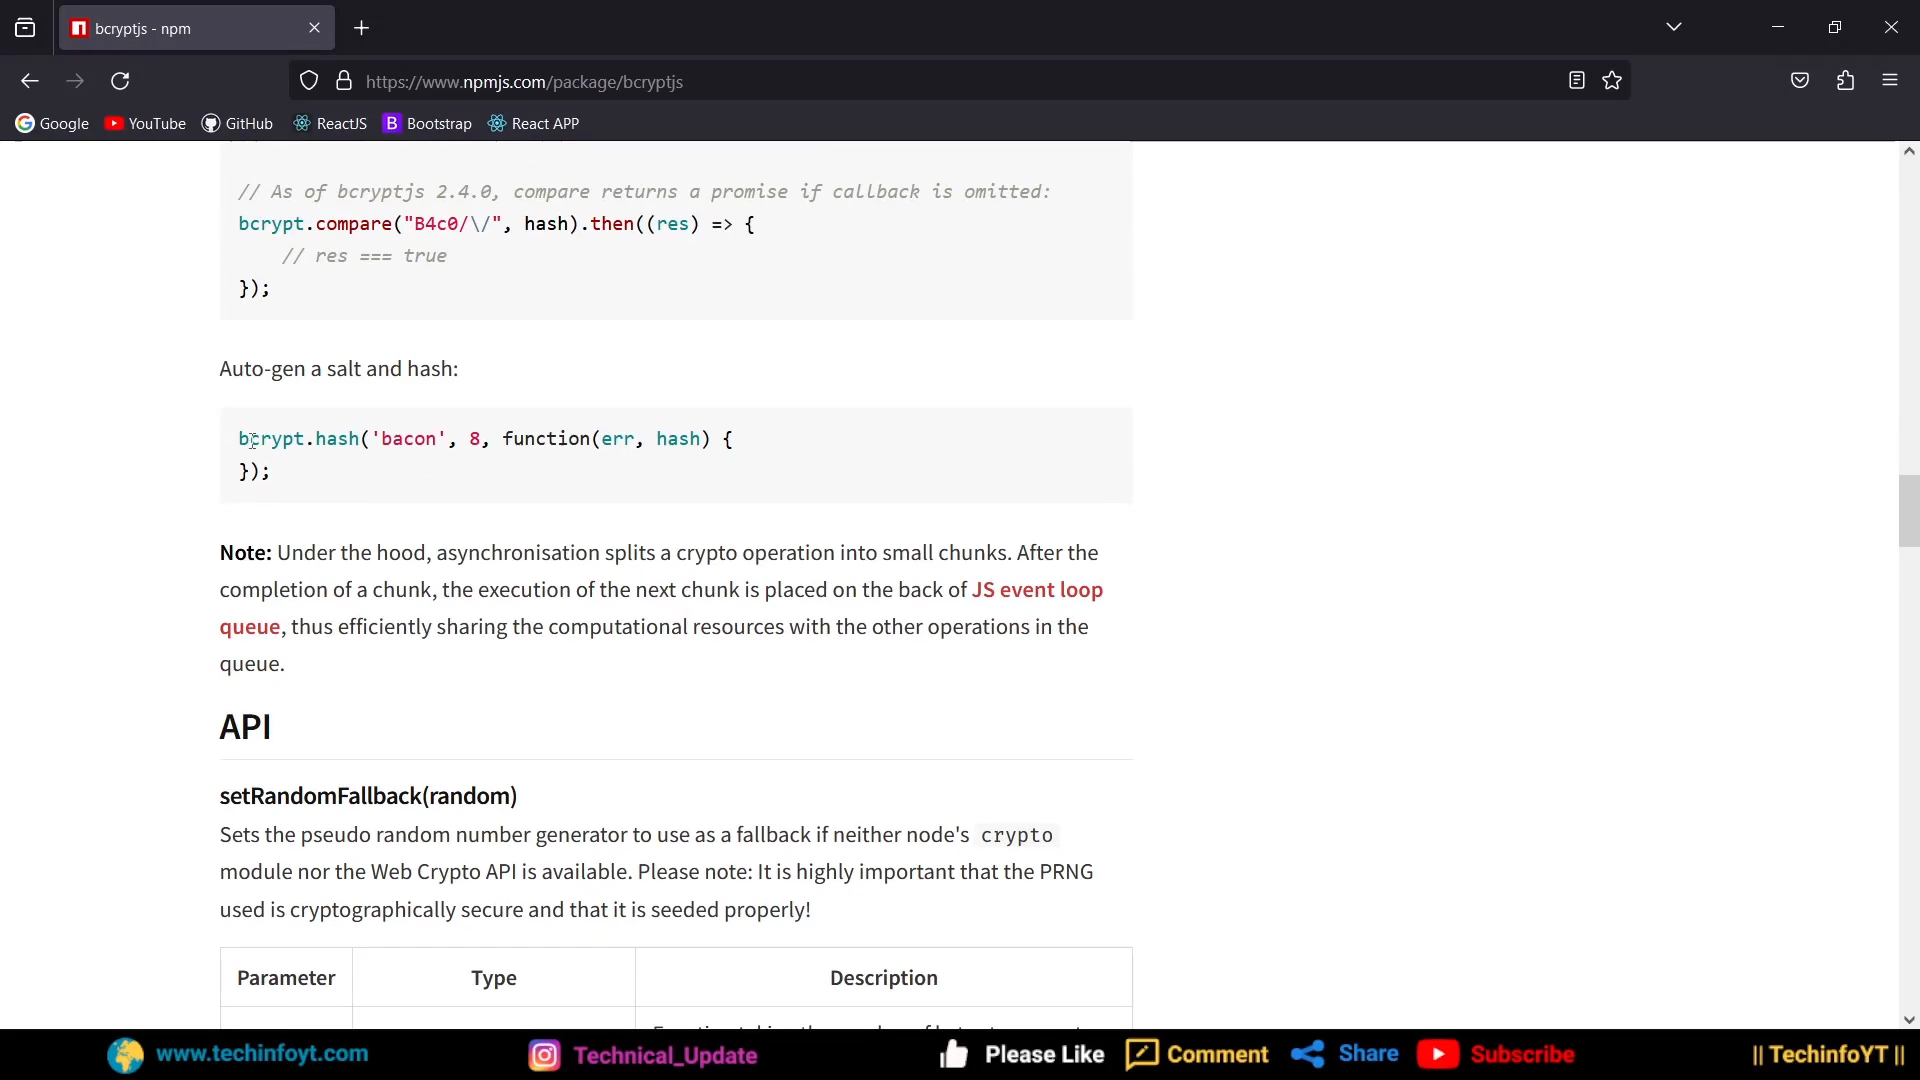 bcryptjs - npm
https://www.npmjs.com/package/bcryptjs
Google YouTube GitHub ReactJS Bootstrap React APP
// As of bcryptjs 2.4.0, compare returns a promise if callback is omitted:
bcrypt.compare("B4c0/\/", hash).then((res) => {
// res === true
});
Auto-gen a salt and hash:
bcrypt.hash('bacon', 8, function(err, hash) {
});
Note: Under the hood, asynchronisation splits a crypto operation into small chunks. After the
completion of a chunk, the execution of the next chunk is placed on the back of JS event loop
queue, thus efficiently sharing the computational resources with the other operations in the
queue.
API
setRandomFallback(random)
Sets the pseudo random number generator to use as a fallback if neither node's crypto
module nor the Web Crypto API is available. Please note: It is highly important that the PRNG
used is cryptographically secure and that it is seeded properly!
Parameter Type Description
www.techinfoyt.com Technical_Update Please Like Comment Share Subscribe || TechinfoYT ||